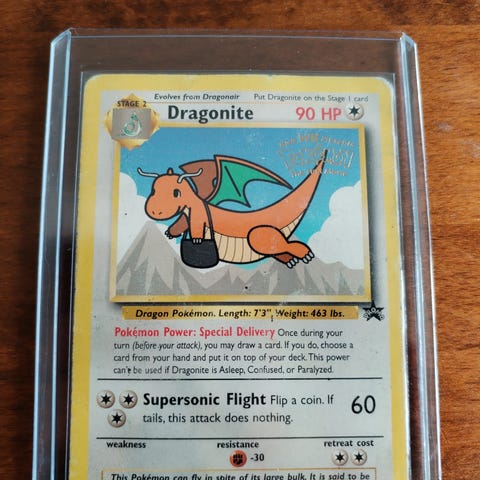 Evolves from Dragonair Put Dragonite on the Stage 1 card
STAGE 2
Dragonite 90 HP
Dragon Pokémon. Length: 7'3", Weight: 463 lbs.
Pokémon Power: Special Delivery Once during your
turn (before your attack), you may draw a card. If you do, choose a
card from your hand and put it on top of your deck. This power
can't be used if Dragonite is Asleep, Confused, or Paralyzed.
Supersonic Flight Flip a coin. If
tails, this attack does nothing.
60
weakness resistance retreat cost
-30
This Pokémon can fly in spite of its large bulk. It is said to be